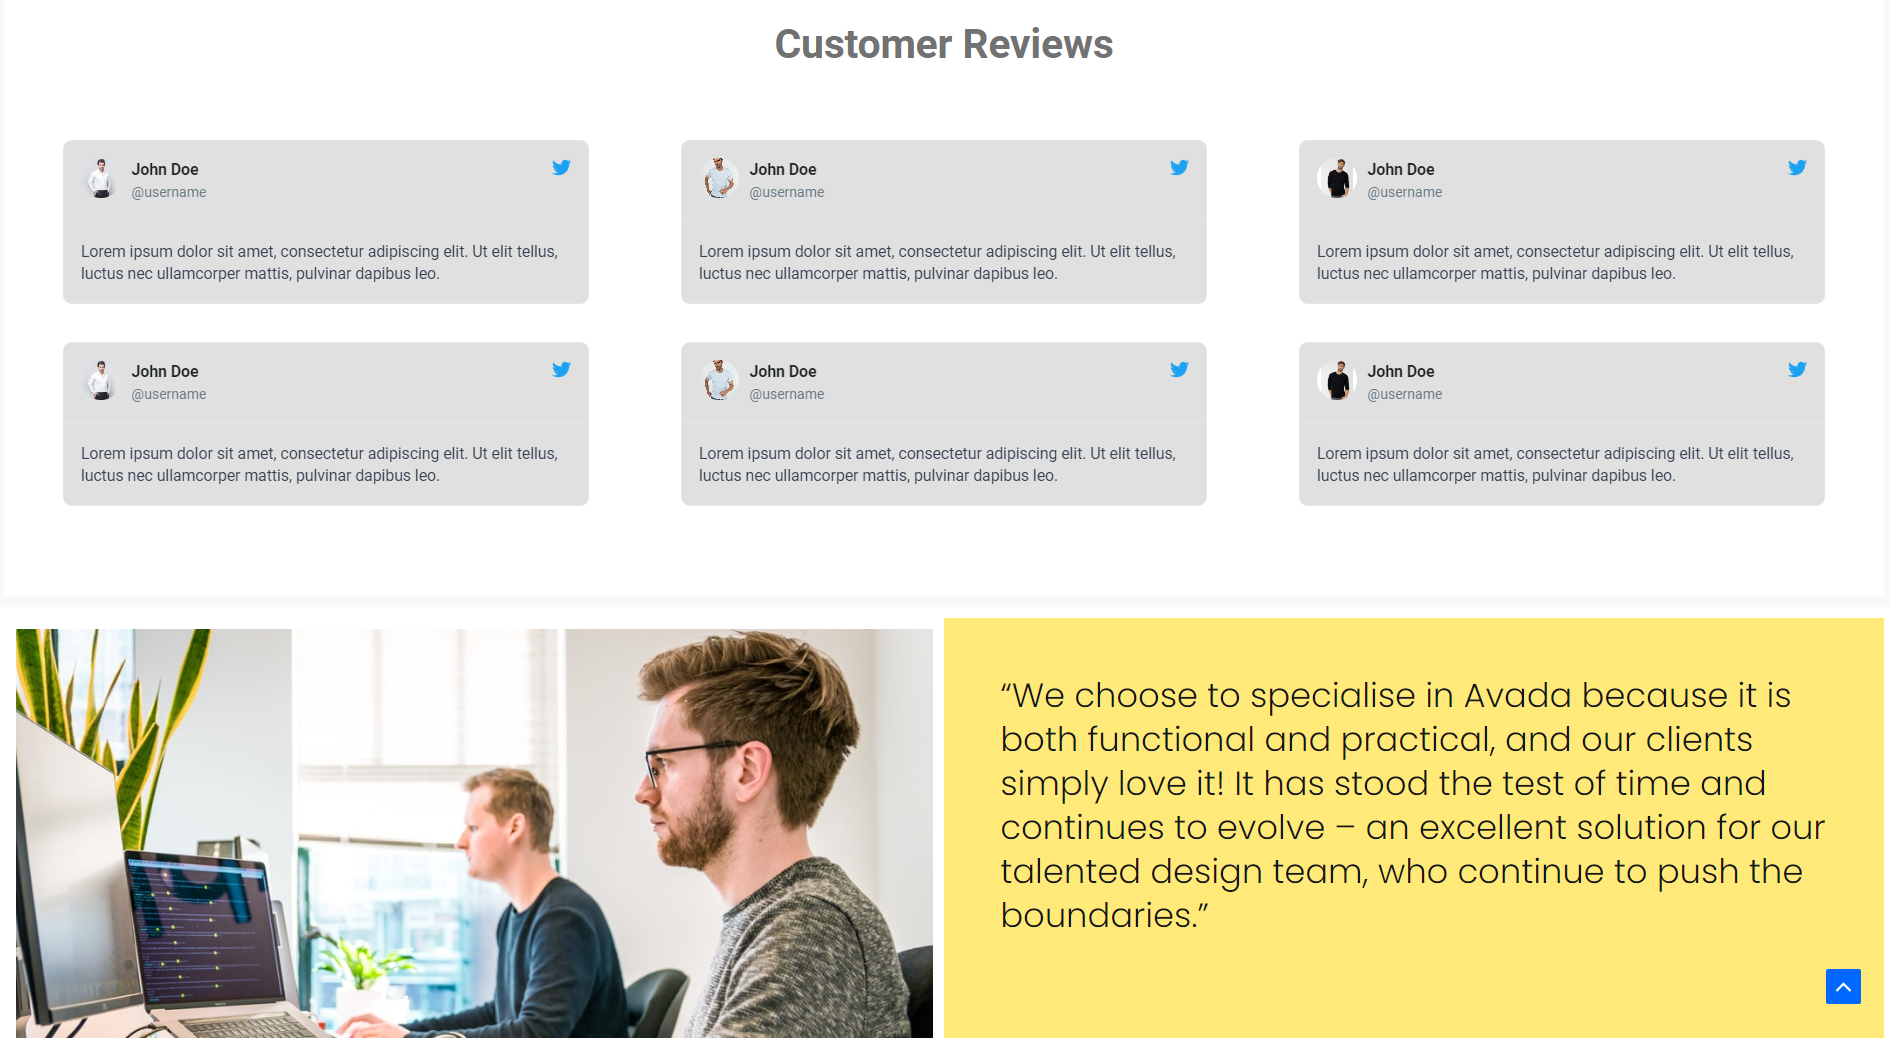 Customer Reviews
John Doe
@username
Lorem ipsum dolor sit amet, consectetur adipiscing elit. Ut elit tellus,
luctus nec ullamcorper mattis, pulvinar dapibus leo.
John Doe
@username
Lorem ipsum dolor sit amet, consectetur adipiscing elit. Ut elit tellus,
luctus nec ullamcorper mattis, pulvinar dapibus leo.
John Doe
@username
Lorem ipsum dolor sit amet, consectetur adipiscing elit. Ut elit tellus,
luctus nec ullamcorper mattis, pulvinar dapibus leo.
John Doe
@username
Lorem ipsum dolor sit amet, consectetur adipiscing elit. Ut elit tellus,
luctus nec ullamcorper mattis, pulvinar dapibus leo.
John Doe
@username
Lorem ipsum dolor sit amet, consectetur adipiscing elit. Ut elit tellus,
luctus nec ullamcorper mattis, pulvinar dapibus leo.
John Doe
@username
Lorem ipsum dolor sit amet, consectetur adipiscing elit. Ut elit tellus,
luctus nec ullamcorper mattis, pulvinar dapibus leo.
“We choose to specialise in Avada because it is
both functional and practical, and our clients
simply love it! It has stood the test of time and
continues to evolve – an excellent solution for our
talented design team, who continue to push the
boundaries.”